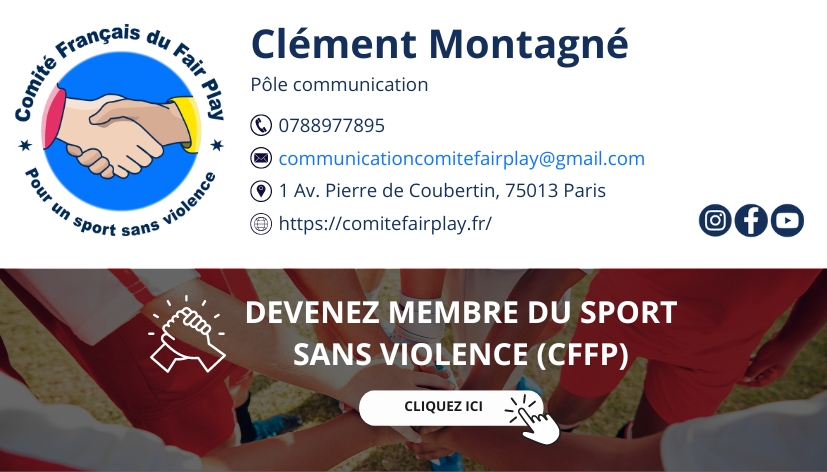 Comité Français du Fair Play
Pour un sport sans violence
Clément Montagné
Pôle communication
0788977895
communicationcomitefairplay@gmail.com
1 Av. Pierre de Coubertin, 75013 Paris
https://comitefairplay.fr/
DEVENEZ MEMBRE DU SPORT
SANS VIOLENCE (CFFP)
CLIQUEZ ICI